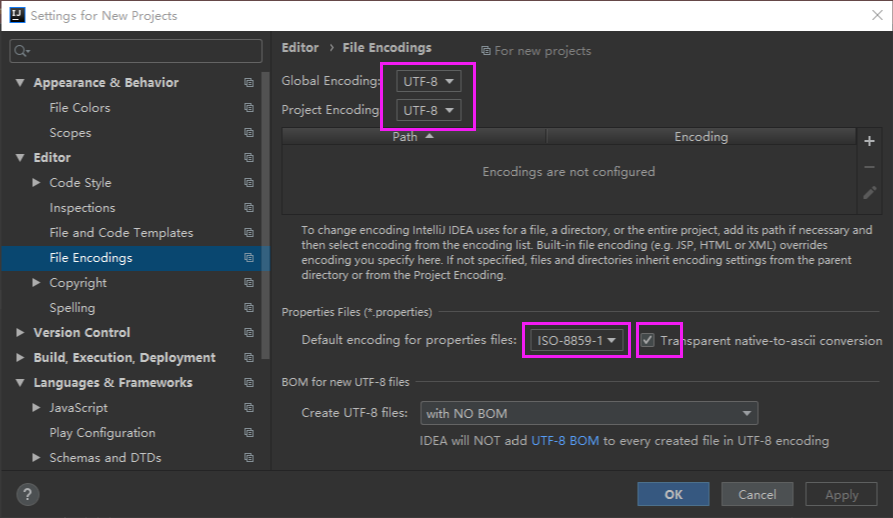 IJ Settings for New Projects
Editor › File Encodings For new projects
Appearance & Behavior
File Colors
Scopes
Editor
Code Style
Inspections
File and Code Templates
File Encodings
Copyright
Spelling
Version Control
Build, Execution, Deployment
Languages & Frameworks
JavaScript
Play Configuration
Schemas and DTDs
Global Encoding: UTF-8
Project Encoding UTF-8
Path Encoding
Encodings are not configured
To change encoding IntelliJ IDEA uses for a file, a directory, or the entire project, add its path if necessary and
then select encoding from the encoding list. Built-in file encoding (e.g. JSP, HTML or XML) overrides
encoding you specify here. If not specified, files and directories inherit encoding settings from the parent
directory or from the Project Encoding.
Properties Files (*.properties)
Default encoding for properties files: ISO-8859-1 Transparent native-to-ascii conversion
BOM for new UTF-8 files
Create UTF-8 files: with NO BOM
IDEA will NOT add UTF-8 BOM to every created file in UTF-8 encoding
? OK Cancel Apply